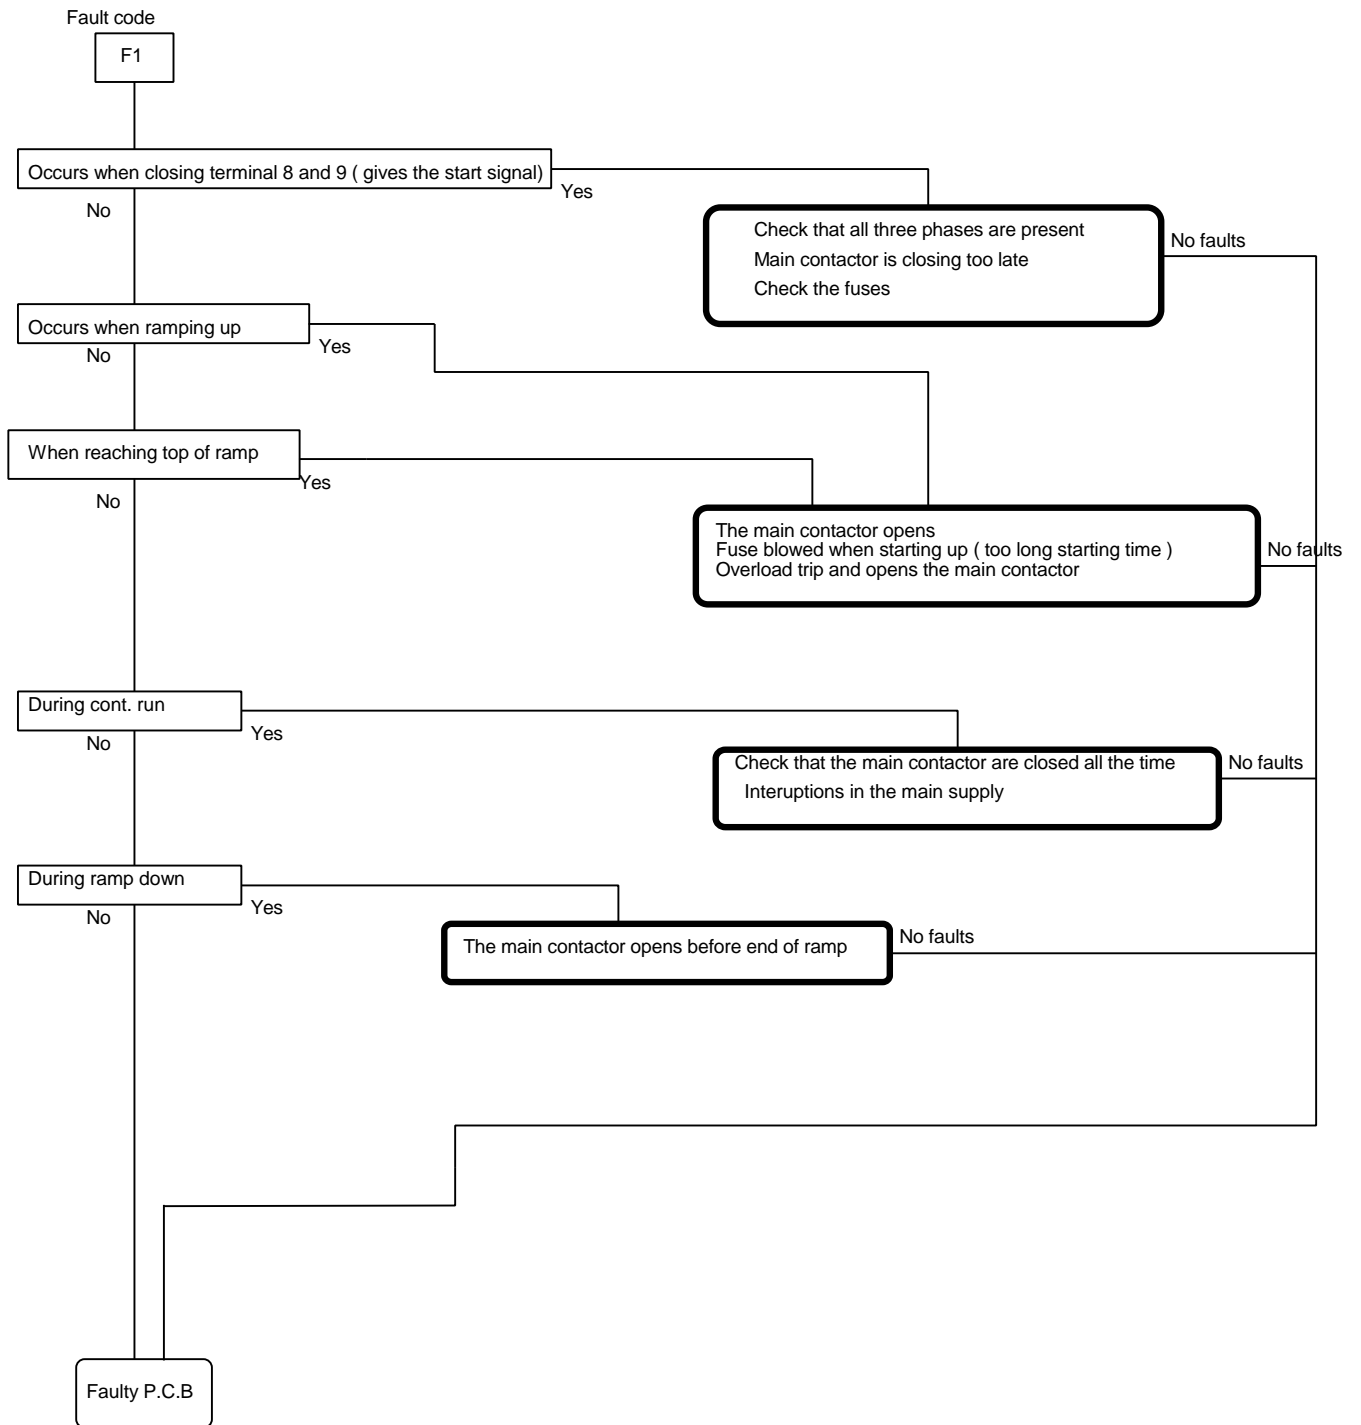 Fault code
F1
Occurs when closing terminal 8 and 9 ( gives the start signal)
Yes
No
Check that all three phases are present
Main contactor is closing too late
Check the fuses
No faults
Occurs when ramping up
Yes
No
When reaching top of ramp
Yes
No
The main contactor opens
Fuse blowed when starting up ( too long starting time )
Overload trip and opens the main contactor
No faults
During cont. run
Yes
No
Check that the main contactor are closed all the time
Interuptions in the main supply
No faults
During ramp down
Yes
No
The main contactor opens before end of ramp
No faults
Faulty P.C.B